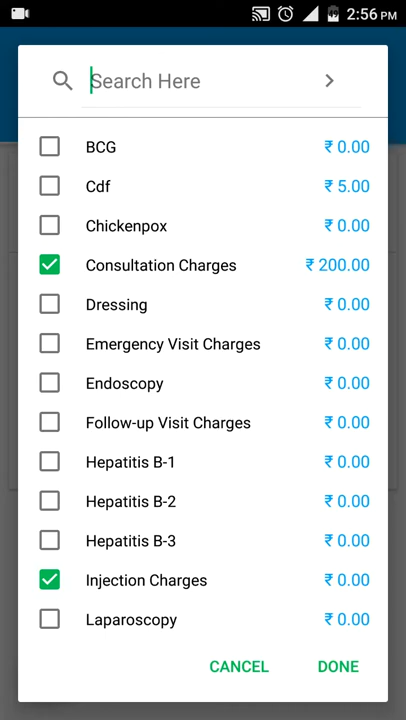 2:56 PM
Search Here
BCG ₹ 0.00
Cdf ₹ 5.00
Chickenpox ₹ 0.00
Consultation Charges ₹ 200.00
Dressing ₹ 0.00
Emergency Visit Charges ₹ 0.00
Endoscopy ₹ 0.00
Follow-up Visit Charges ₹ 0.00
Hepatitis B-1 ₹ 0.00
Hepatitis B-2 ₹ 0.00
Hepatitis B-3 ₹ 0.00
Injection Charges ₹ 0.00
Laparoscopy ₹ 0.00
CANCEL DONE